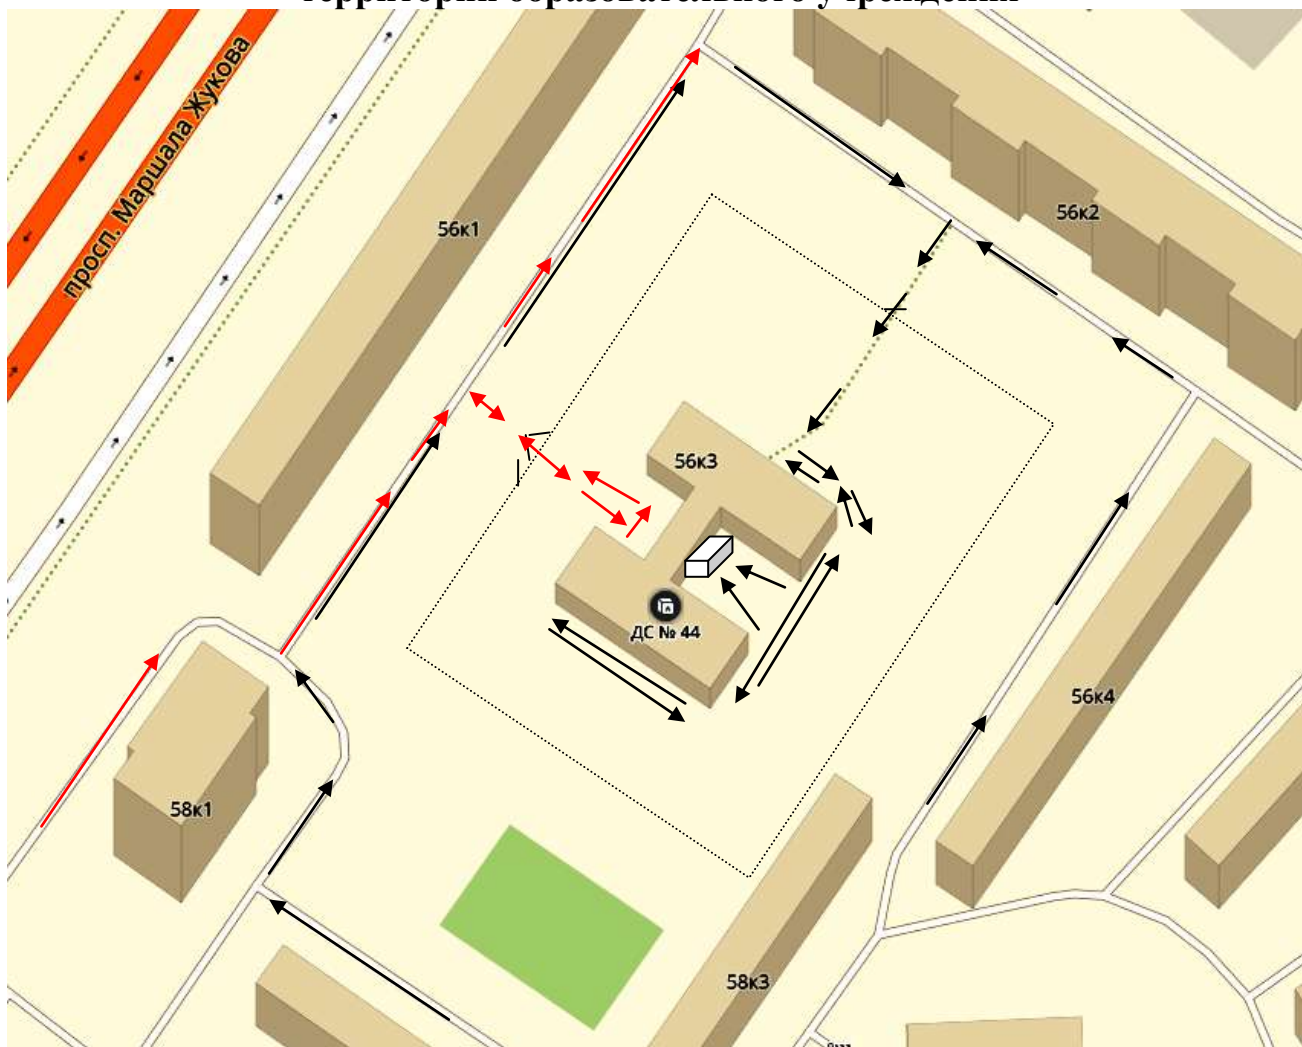 территории образовательного учреждения
просп. Маршала Жукова
56к1
56к2
56к3
ДС № 44
56к4
58к1
58к3